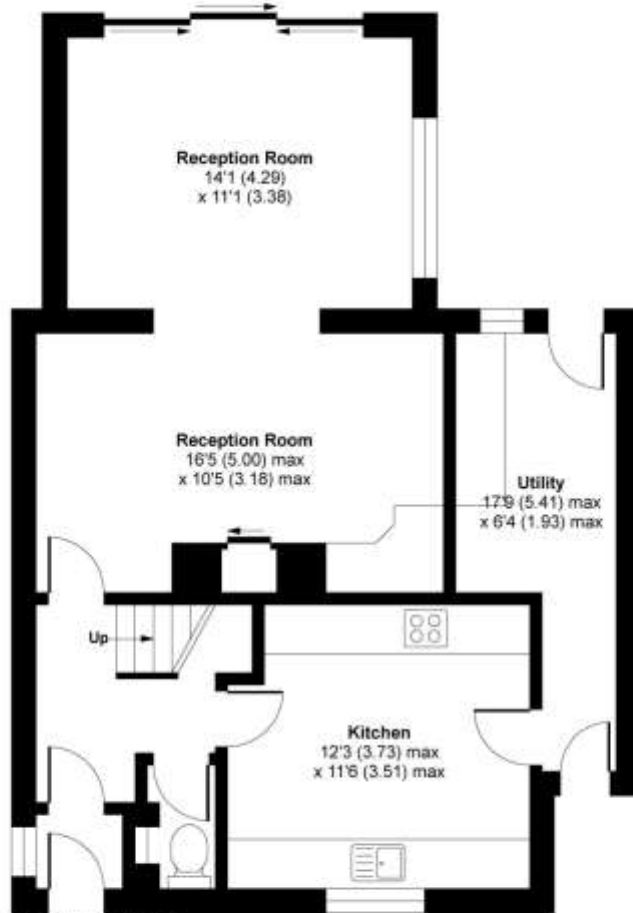 Reception Room
14'1 (4.29)
x 11'1 (3.38)
Reception Room
16'5 (5.00) max
x 10'5 (3.18) max
Utility
17'9 (5.41) max
x 6'4 (1.93) max
Up
Kitchen
12'3 (3.73) max
x 11'6 (3.51) max